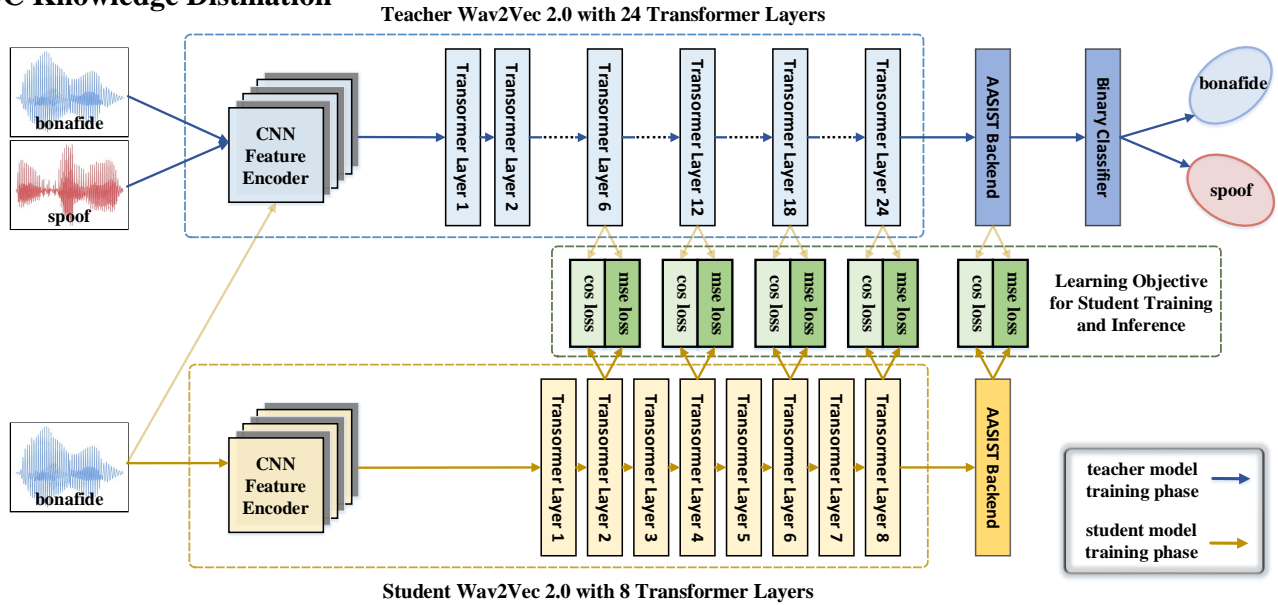 Knowledge Distillation
Teacher Wav2Vec 2.0 with 24 Transformer Layers
bonafide
spoof
CNN
Feature
Encoder
Transormer Layer 1
Transormer Layer 2
Transormer Layer 6
Transormer Layer 12
Transormer Layer 18
Transormer Layer 24
AASIST Backend
Binary Classifier
bonafide
spoof
cos loss
mse loss
cos loss
mse loss
cos loss
mse loss
cos loss
mse loss
cos loss
mse loss
Learning Objective
for Student Training
and Inference
bonafide
CNN
Feature
Encoder
Transormer Layer 1
Transormer Layer 2
Transormer Layer 3
Transormer Layer 4
Transormer Layer 5
Transormer Layer 6
Transormer Layer 7
Transormer Layer 8
AASIST Backend
teacher model
training phase
student model
training phase
Student Wav2Vec 2.0 with 8 Transformer Layers